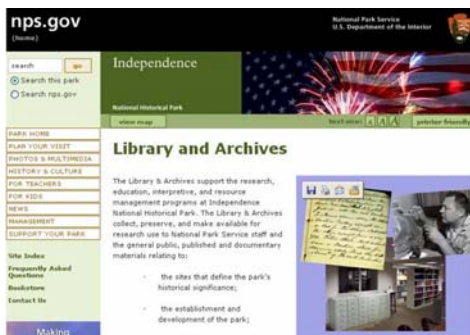 nps.gov
(home)
National Park Service
U.S. Department of the Interior
search
go
Search this park
Search nps.gov
Independence
National Historical Park
view map
text size: A A A
printer friendly
PARK HOME
PLAN YOUR VISIT
PHOTOS & MULTIMEDIA
HISTORY & CULTURE
FOR TEACHERS
FOR KIDS
NEWS
MANAGEMENT
SUPPORT YOUR PARK
Site Index
Frequently Asked
Questions
Bookstore
Contact Us
Making
Library and Archives
The Library & Archives support the research,
education, interpretive, and resource
management programs at Independence
National Historical Park. The Library & Archives
collect, preserve, and make available for
research use to National Park Service staff and
the general public, published and documentary
materials relating to:
· the sites that define the park's
historical significance;
· the establishment and
development of the park;